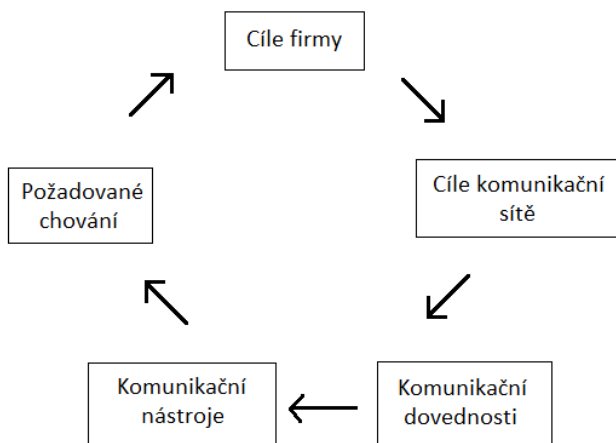 Cíle firmy
Cíle komunikační
sítě
Komunikační
dovednosti
Komunikační
nástroje
Požadované
chování